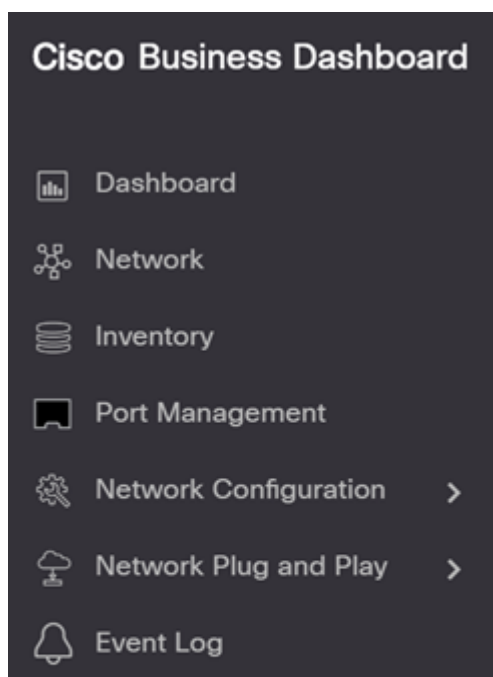 Cisco Business Dashboard
Dashboard
Network
Inventory
Port Management
Network Configuration
Network Plug and Play
Event Log